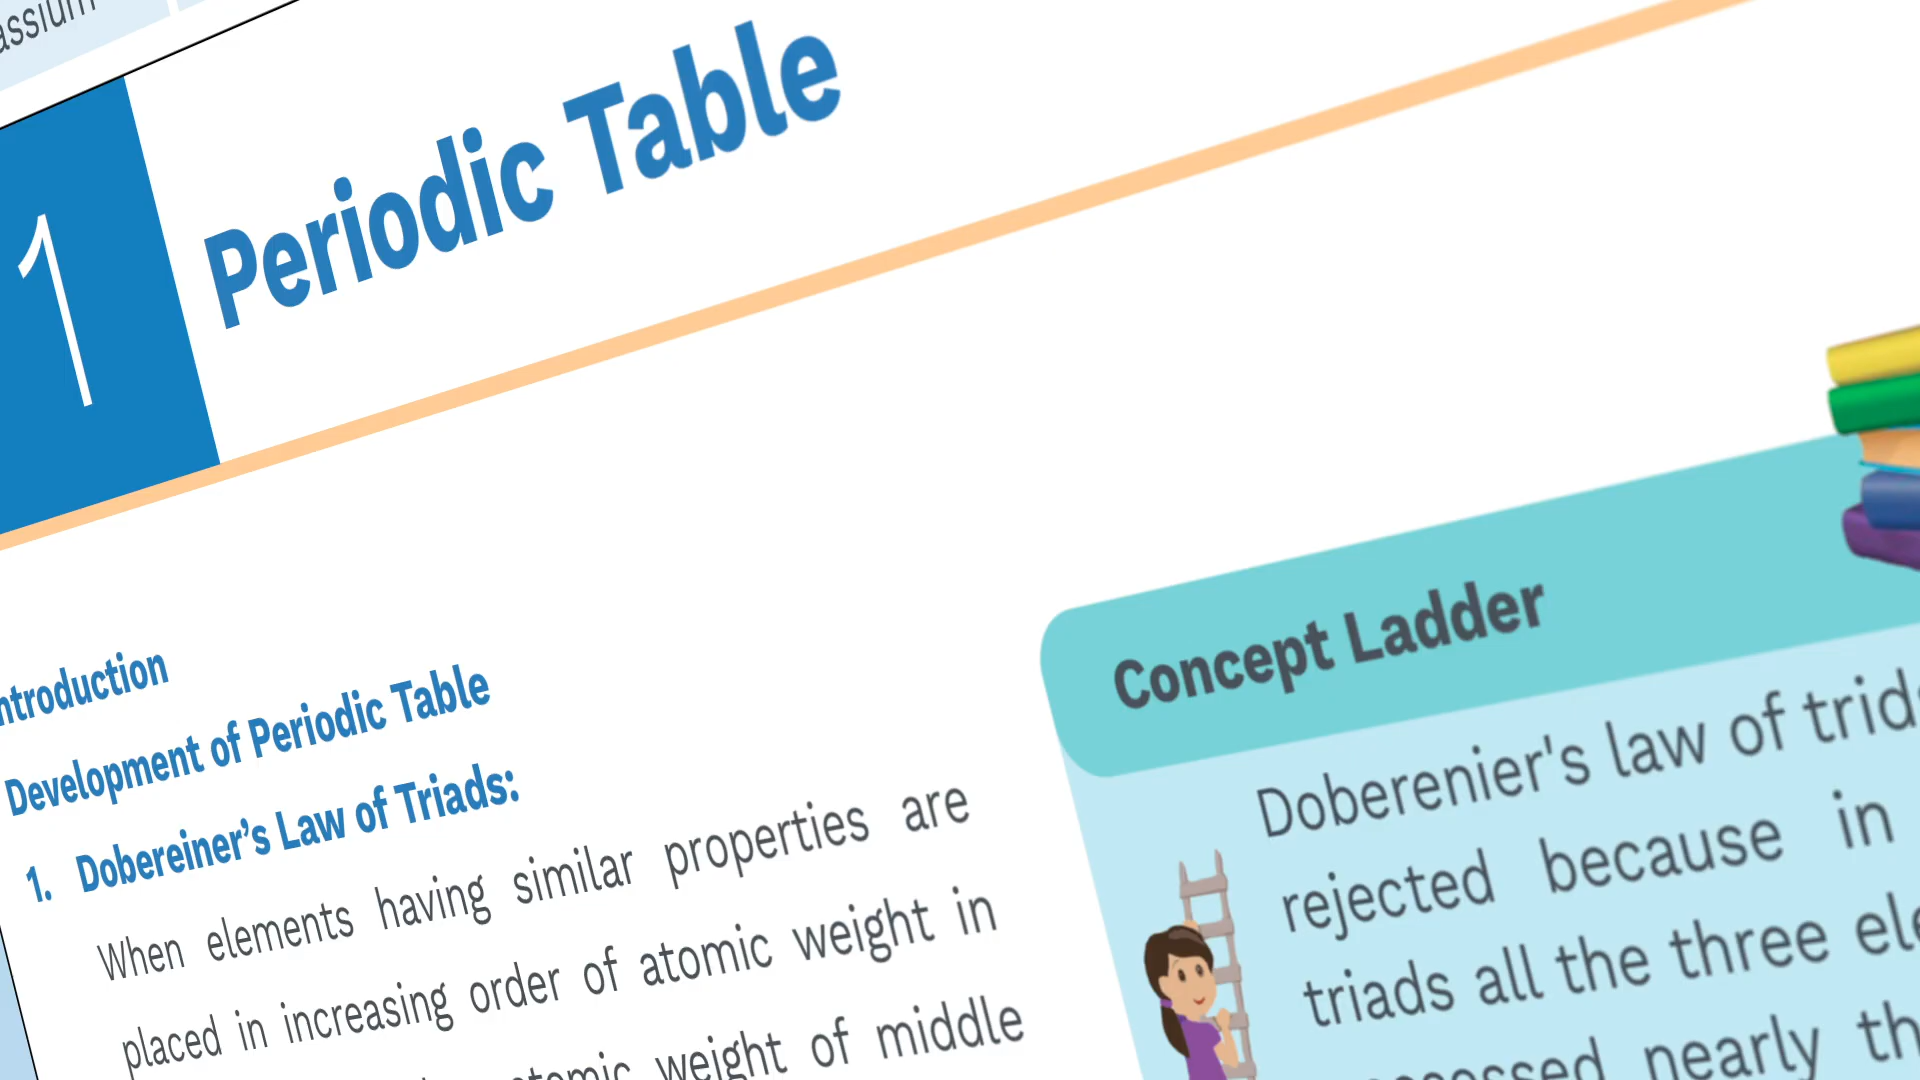 1
Periodic Table
Introduction
Development of Periodic Table
1. Dobereiner’s Law of Triads:
When elements having similar properties are
placed in increasing order of atomic weight in
weight of middle
Concept Ladder
Doberenier's law of
rejected because in
triads all the three
nearly